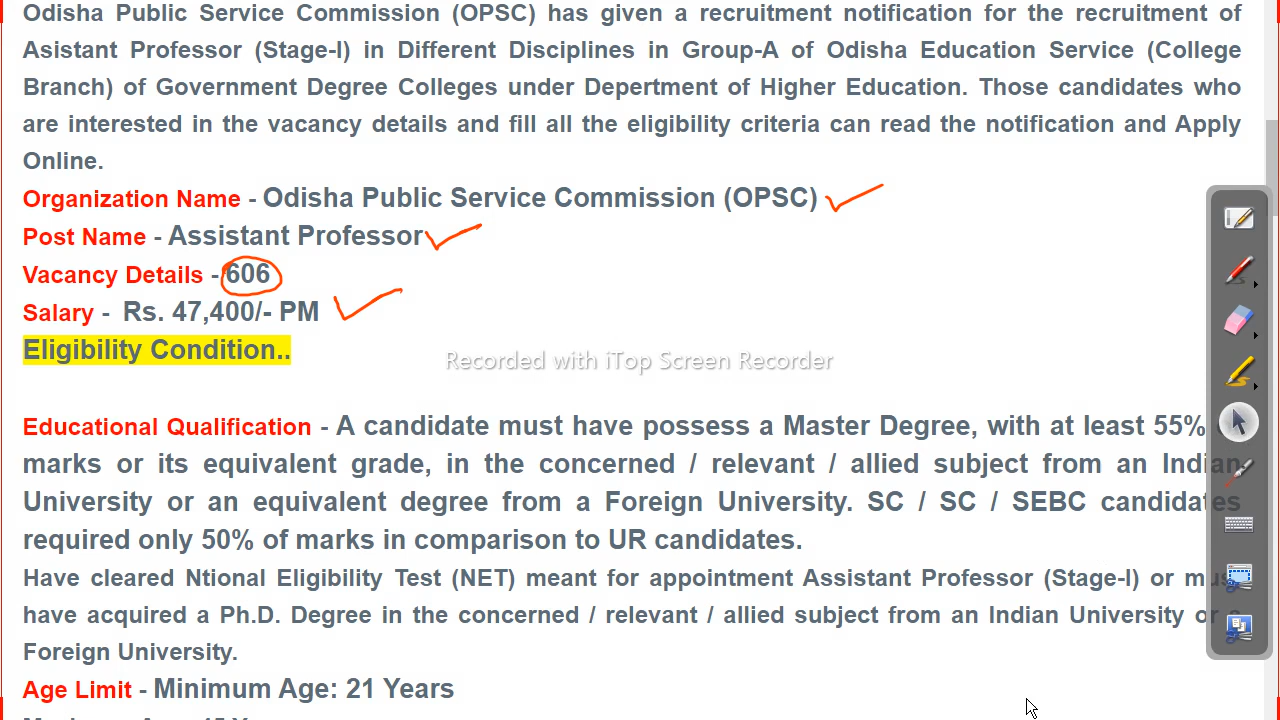 Odisha Public Service Commission (OPSC) has given a recruitment notification for the recruitment of
Asistant Professor (Stage-I) in Different Disciplines in Group-A of Odisha Education Service (College
Branch) of Government Degree Colleges under Depertment of Higher Education. Those candidates who
are interested in the vacancy details and fill all the eligibility criteria can read the notification and Apply
Online.
Organization Name - Odisha Public Service Commission (OPSC)
Post Name - Assistant Professor
Vacancy Details - 606
Salary - Rs. 47,400/- PM
Eligibility Condition..
Recorded with iTop Screen Recorder
Educational Qualification - A candidate must have possess a Master Degree, with at least 55%
marks or its equivalent grade, in the concerned / relevant / allied subject from an Indian
University or an equivalent degree from a Foreign University. SC / SC / SEBC candidates
required only 50% of marks in comparison to UR candidates.
Have cleared Ntional Eligibility Test (NET) meant for appointment Assistant Professor (Stage-I) or must
have acquired a Ph.D. Degree in the concerned / relevant / allied subject from an Indian University or a
Foreign University.
Age Limit - Minimum Age: 21 Years